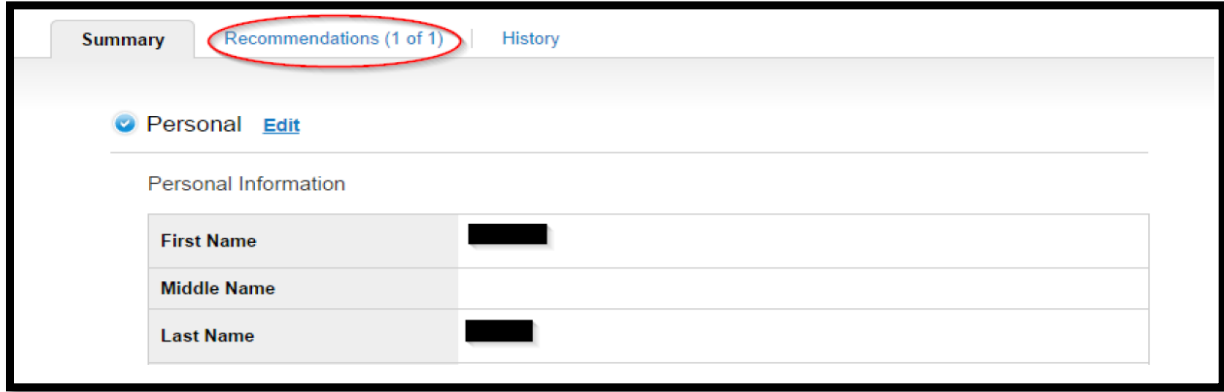 Summary Recommendations (1 of 1) History
Personal Edit
Personal Information
First Name
Middle Name
Last Name